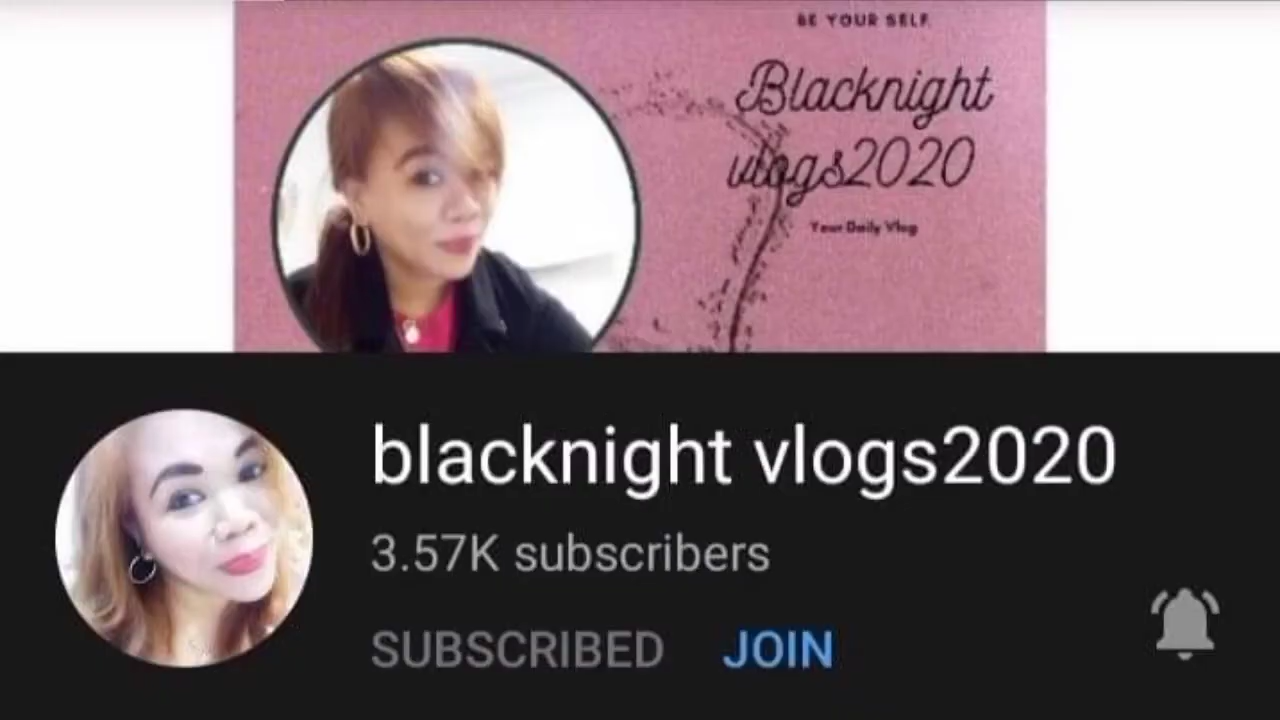 BE YOUR SELF.
Blacknight
vlogs2020
Your Daily Vlog
blacknight vlogs2020
3.57K subscribers
SUBSCRIBED JOIN